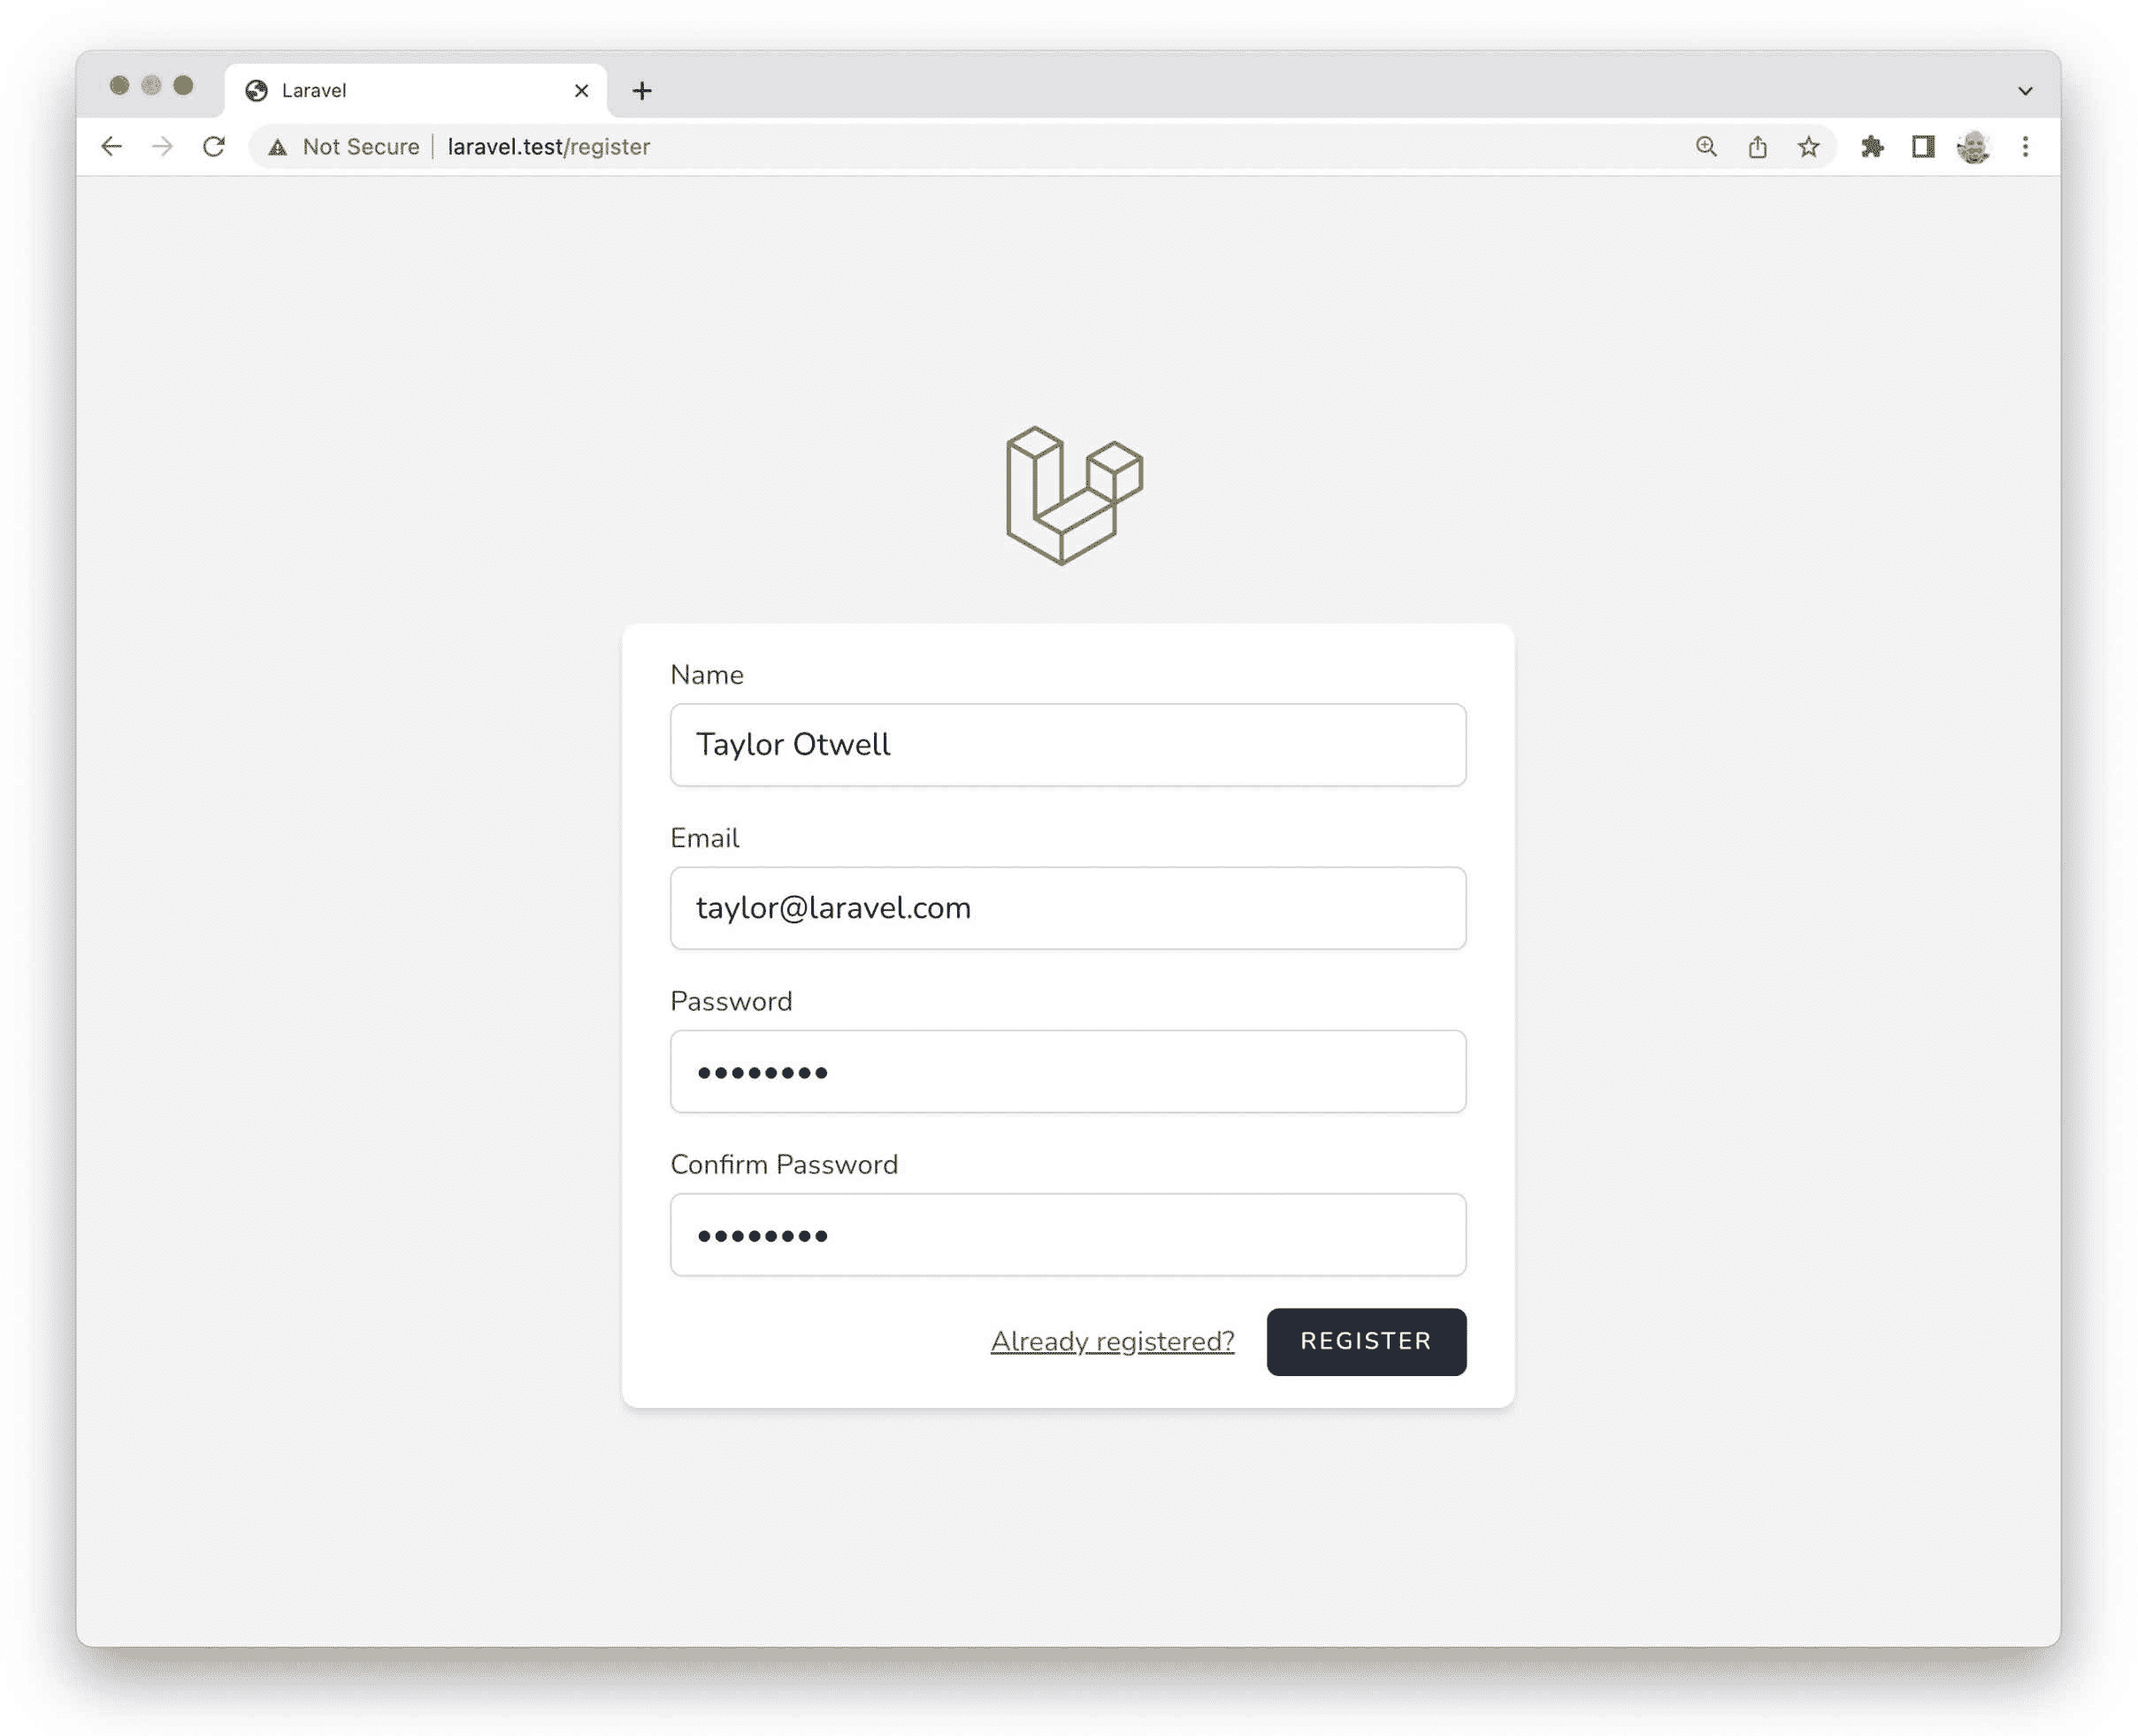 Laravel
Not Secure laravel.test/register
Name
Taylor Otwell
Email
taylor@laravel.com
Password
••••••••
Confirm Password
••••••••
Already registered? REGISTER